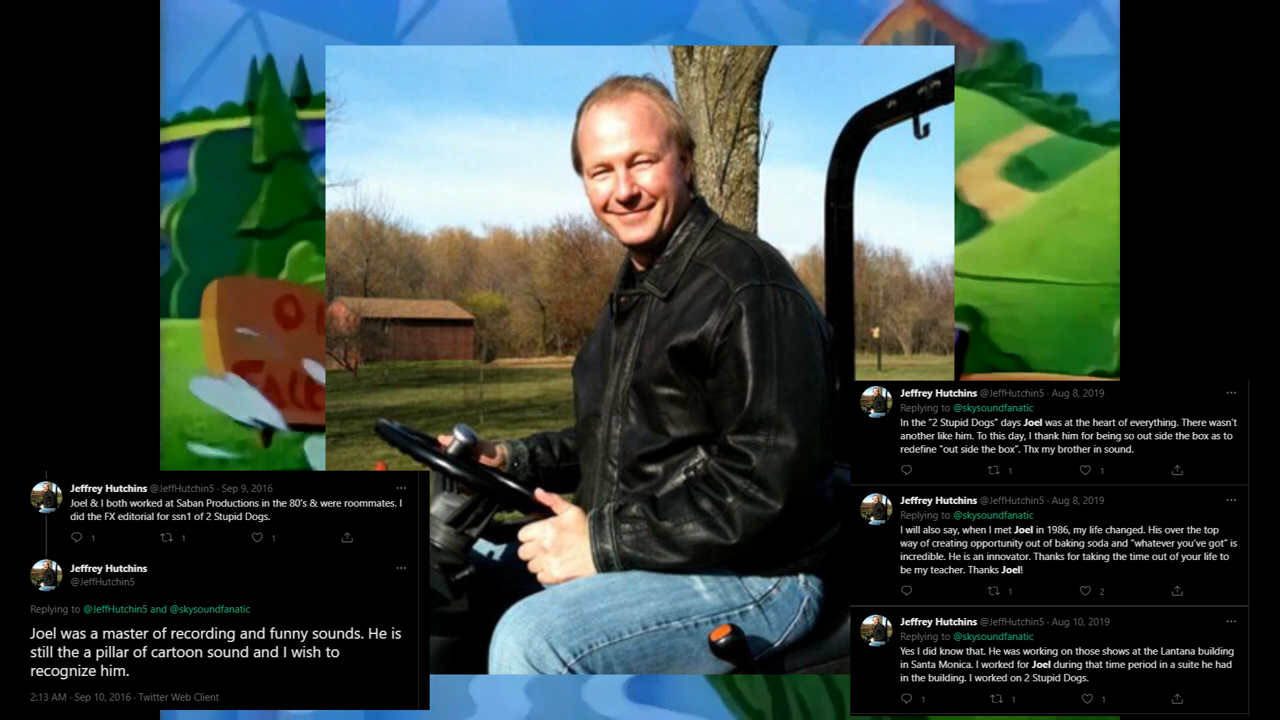 Jeffrey Hutchins @JeffHutchin5 · Sep 9, 2016
Joel & I both worked at Saban Productions in the 80's & were roommates. I
did the FX editorial for ssn1 of 2 Stupid Dogs.
1 1 1
Jeffrey Hutchins
@JeffHutchin5
Replying to @JeffHutchin5 and @skysoundfanatic
Joel was a master of recording and funny sounds. He is
still the a pillar of cartoon sound and I wish to
recognize him.
2:13 AM · Sep 10, 2016 · Twitter Web Client
Jeffrey Hutchins @JeffHutchin5 · Aug 8, 2019
Replying to @skysoundfanatic
In the "2 Stupid Dogs" days Joel was at the heart of everything. There wasn't
another like him. To this day, I thank him for being so out side the box as to
redefine "out side the box". Thx my brother in sound.
1 1
Jeffrey Hutchins @JeffHutchin5 · Aug 8, 2019
Replying to @skysoundfanatic
I will also say, when I met Joel in 1986, my life changed. His over the top
way of creating opportunity out of baking soda and "whatever you've got" is
incredible. He is an innovator. Thanks for taking the time out of your life to
be my teacher. Thanks Joel!
1 2
Jeffrey Hutchins @JeffHutchin5 · Aug 10, 2019
Replying to @skysoundfanatic
Yes I did know that. He was working on those shows at the Lantana building
in Santa Monica. I worked for Joel during that time period in a suite he had
in the building. I worked on 2 Stupid Dogs.
1 1 1